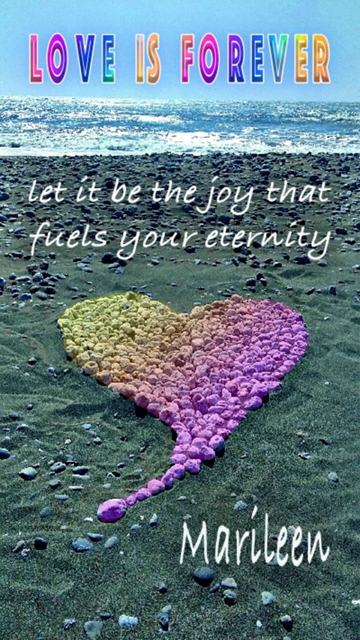 LOVE IS FOREVER
let it be the joy that
fuels your eternity
Marileen